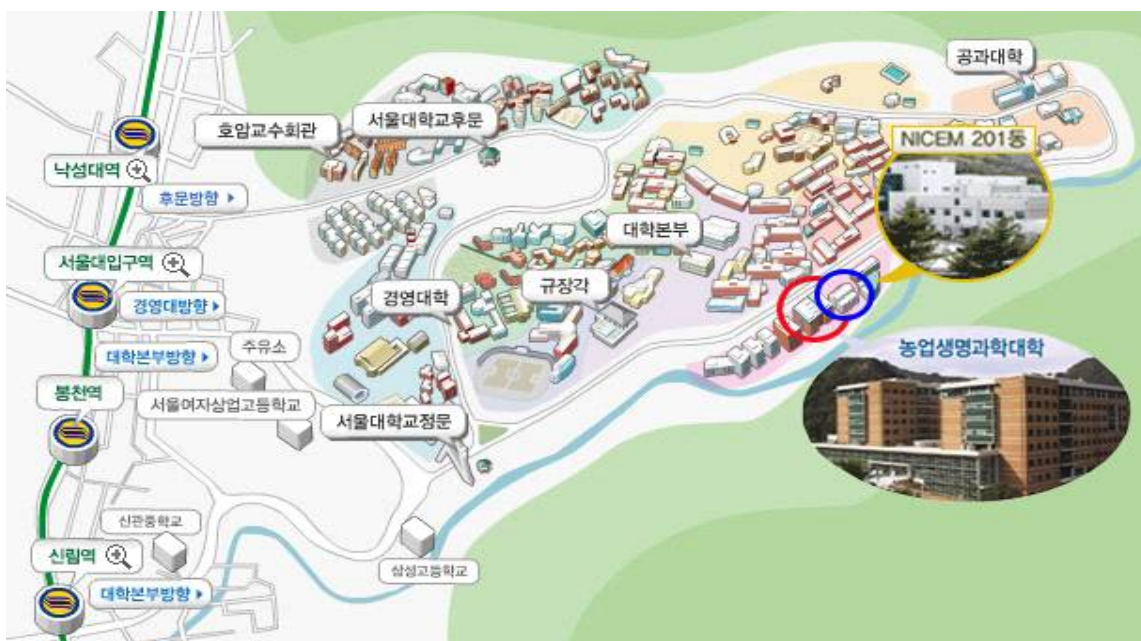 공과대학
NICEM 201동
서울대학교후문
호암교수회관
낙성대역
후문방향
대학본부
서울대입구역
규장각
경영대학
경영대방향
농업생명과학대학
주유소
대학본부방향
봉천역
서울여자상업고등학교
서울대학교정문
신관중학교
신림역
삼성고등학교
대학본부방향